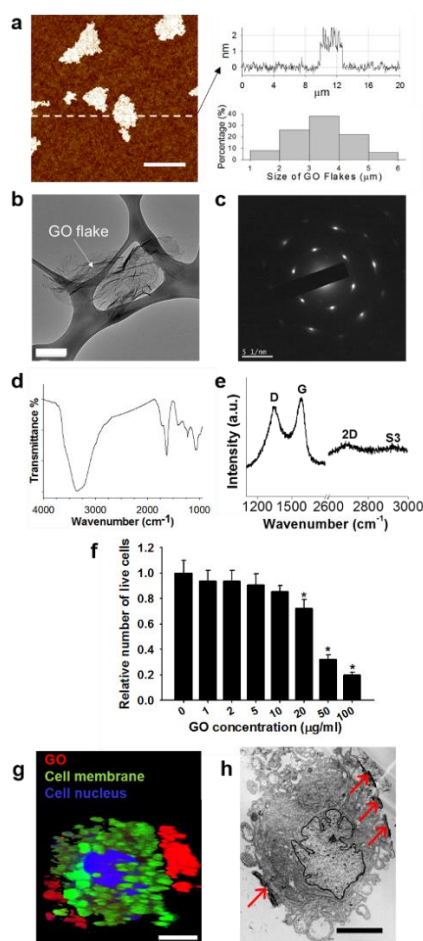 a
nm
2
1
0
0
4
8
12
16
20
μm
Percentage (%)
40
30
20
10
0
1
2
3
4
5
6
Size of GO Flakes (μm)
b
GO flake
c
5 1/nm
d
Transmittance %
4000
3000
2000
1000
Wavenumber (cm-1)
e
Intensity (a.u.)
D
G
2D
S3
1200
1500
2600
2800
3000
Wavenumber (cm-1)
f
Relative number of live cells
1.2
1.0
0.8
0.6
0.4
0.2
0.0
*
*
*
0
1
2
5
10
20
50
100
GO concentration (μg/ml)
g
GO
Cell membrane
Cell nucleus
h